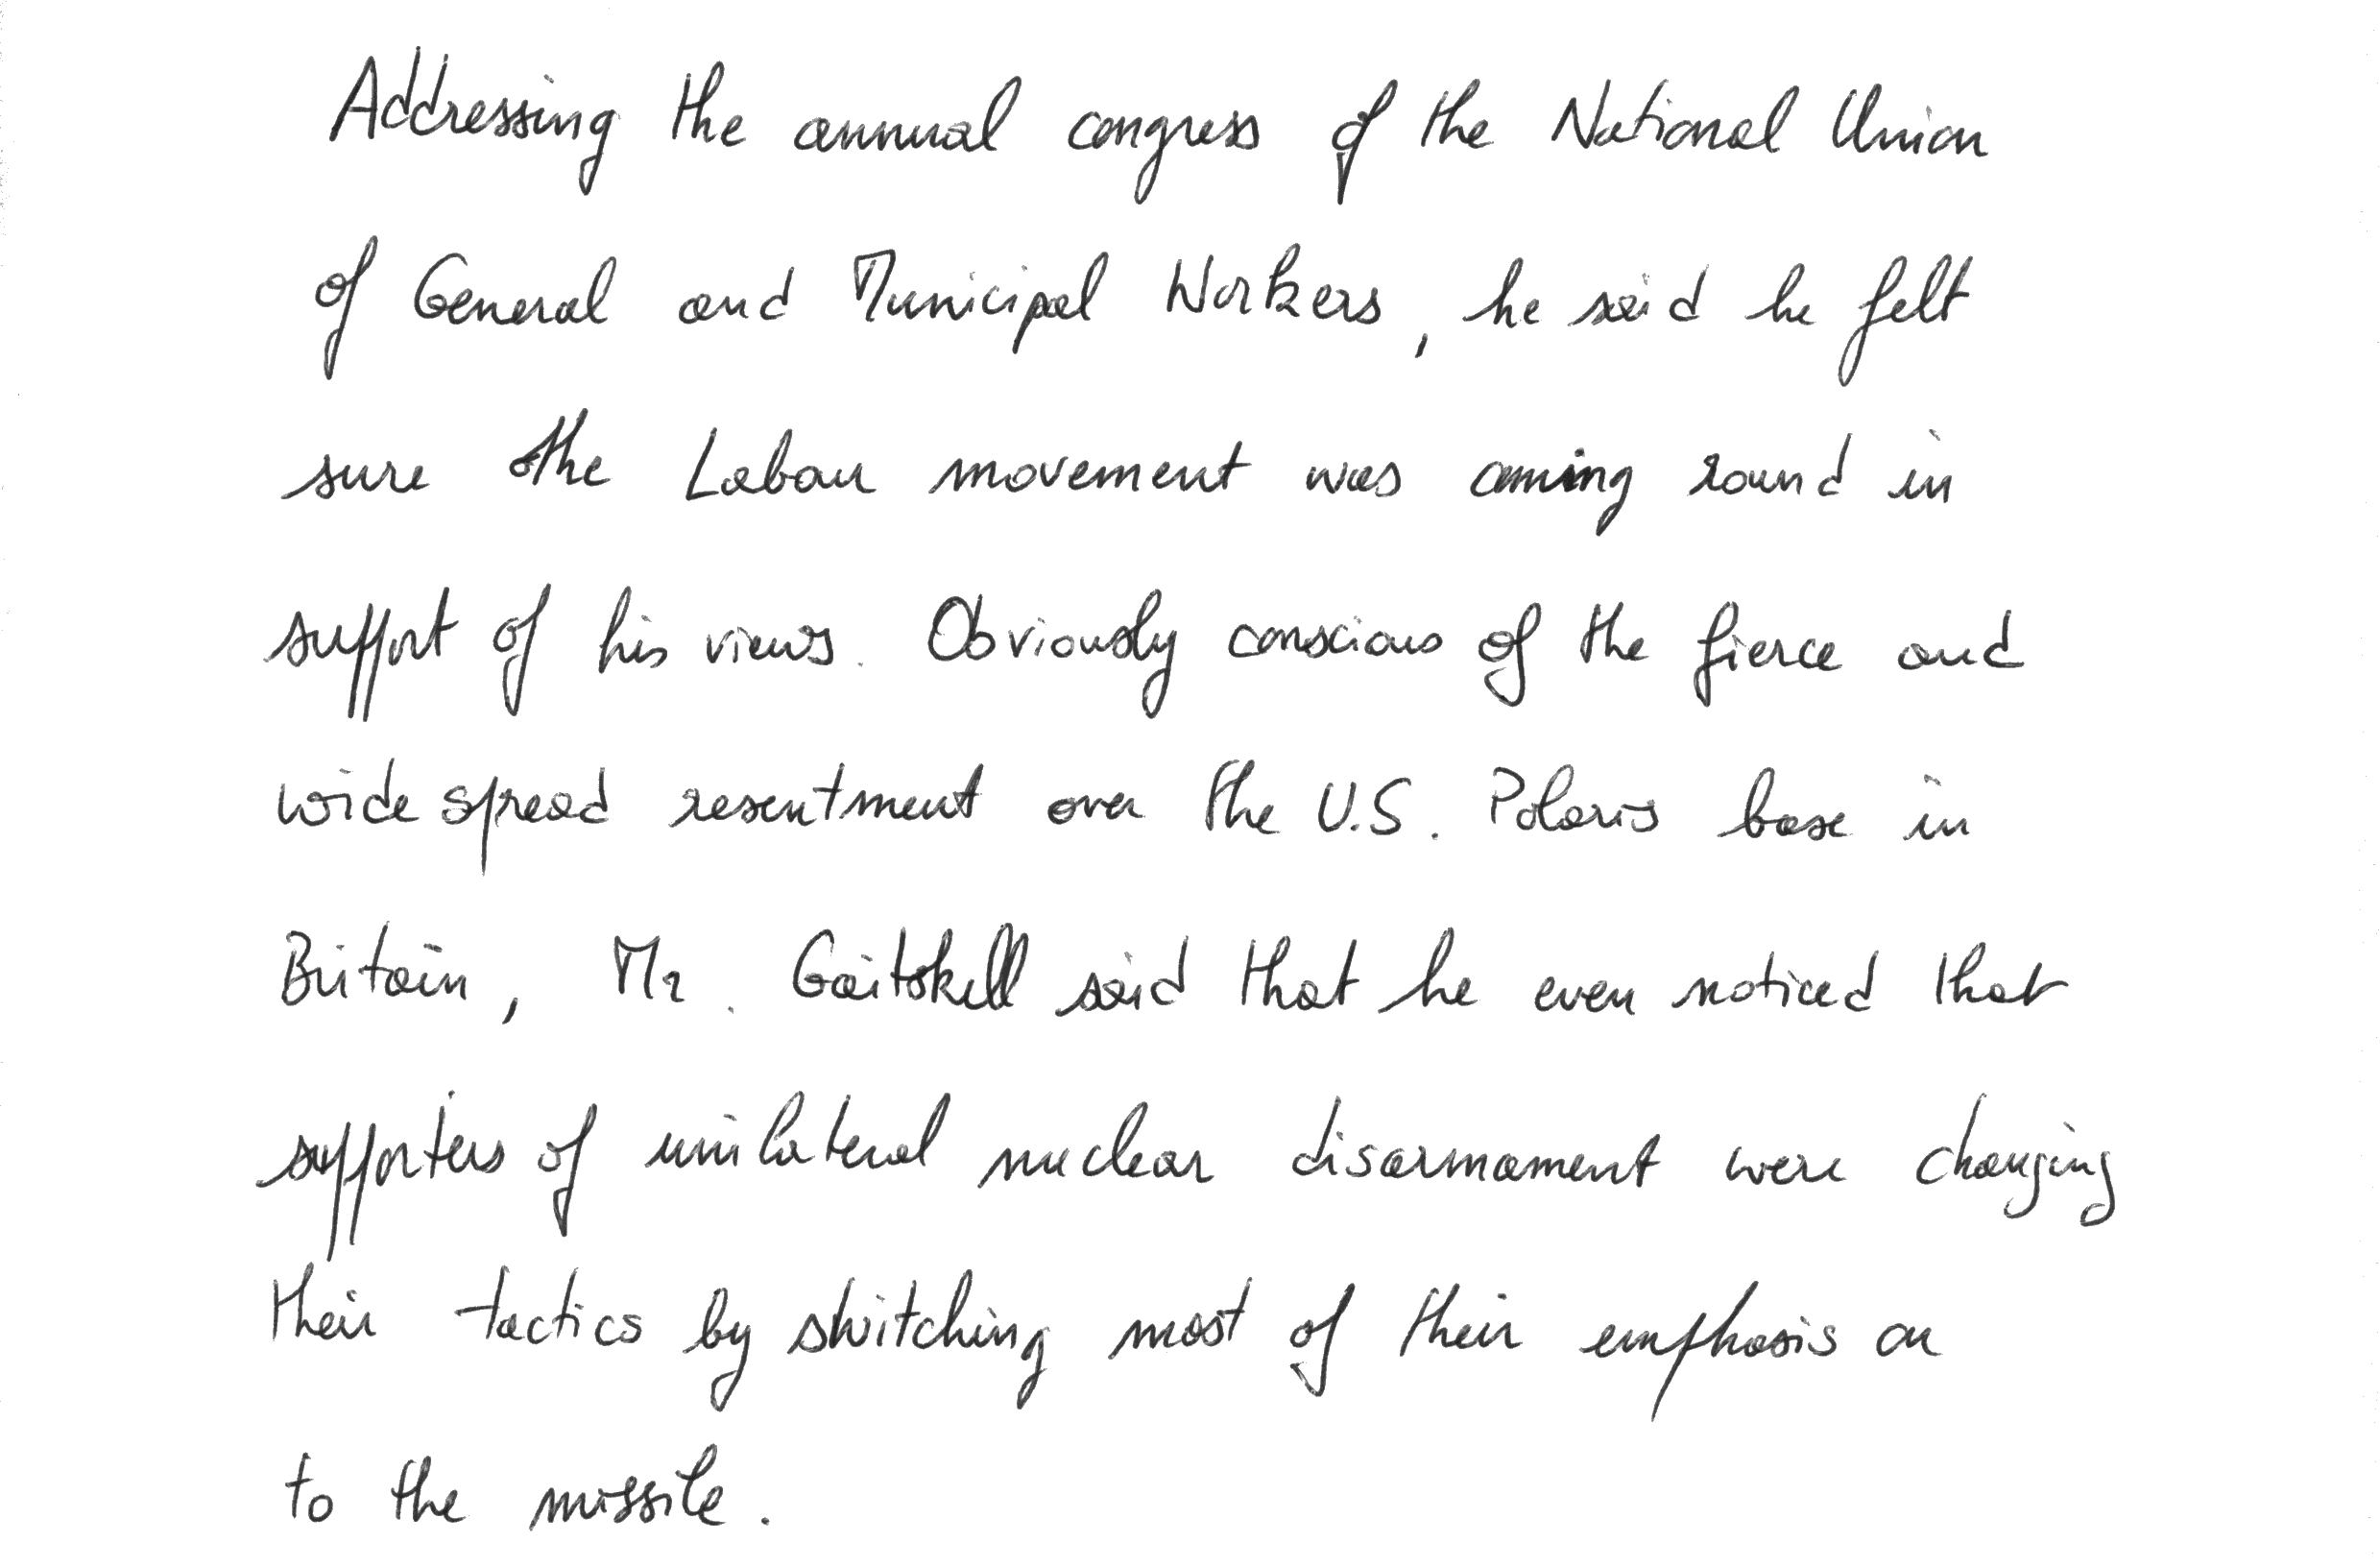 Addressing the annual congress of the National Union
of General and Municipal Workers, he said he felt
sure the Labour movement was coming round in
support of his views. Obviously conscious of the fierce and
wide spread resentment over the U.S. Polaris base in
Britain, Mr. Gaitskell said that he even noticed that
supporters of unilateral nuclear disarmament were changing
their tactics by switching most of their emphasis on
to the missile.